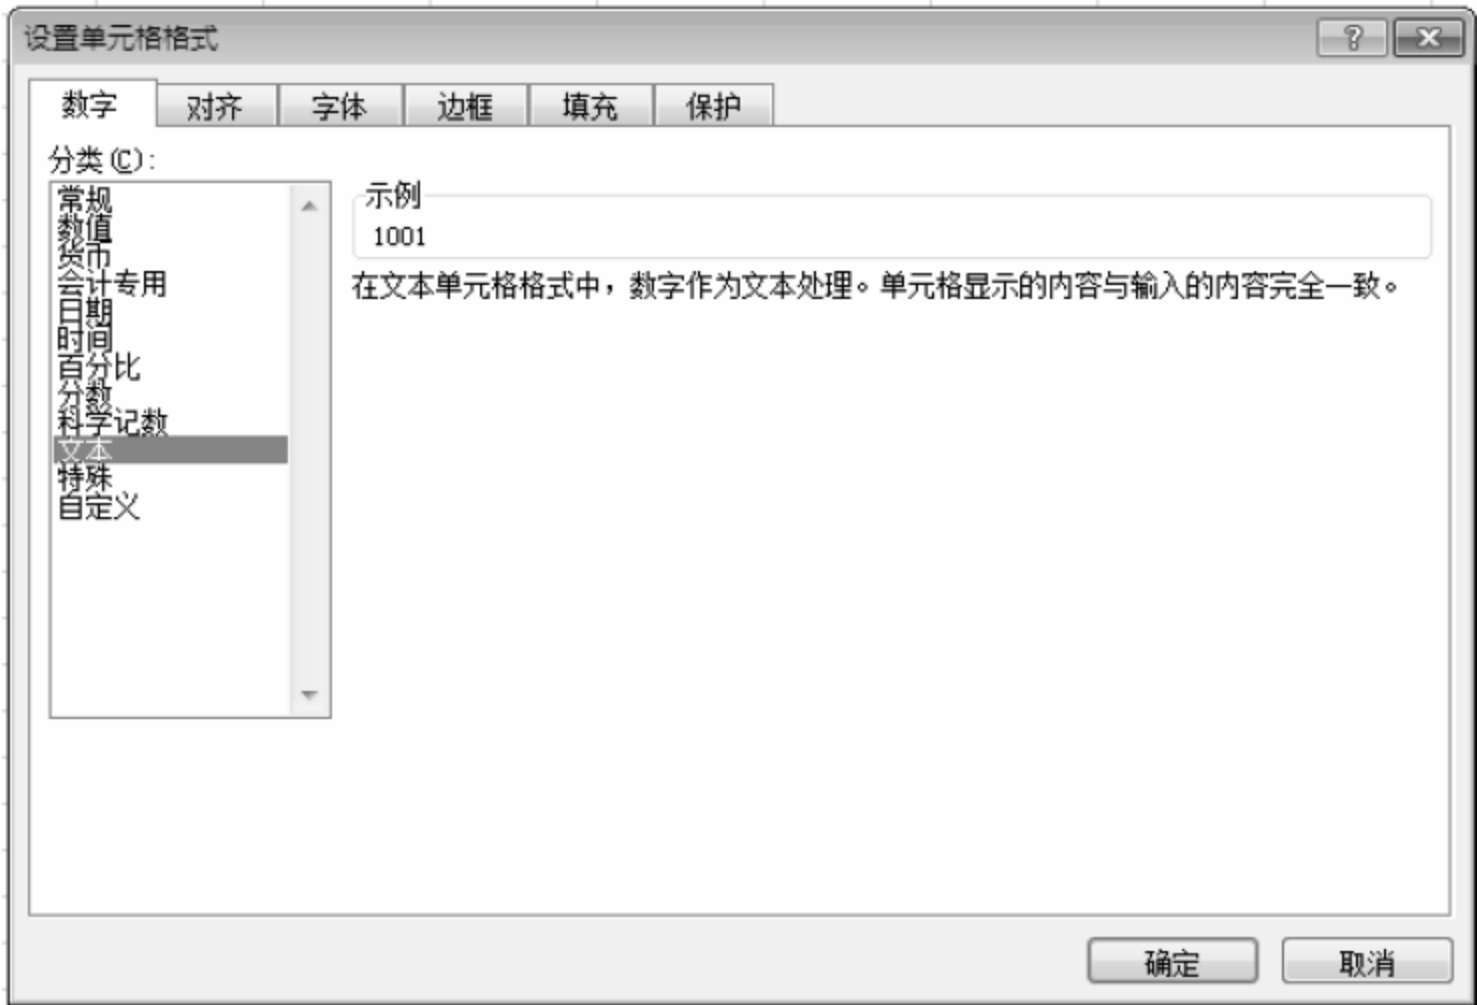 设置单元格格式
数字 对齐 字体 边框 填充 保护
分类(C):
常规
数值
货币
会计专用
日期
时间
百分比
分数
科学记数
文本
特殊
自定义
示例
1001
在文本单元格格式中，数字作为文本处理。单元格显示的内容与输入的内容完全一致。
确定 取消